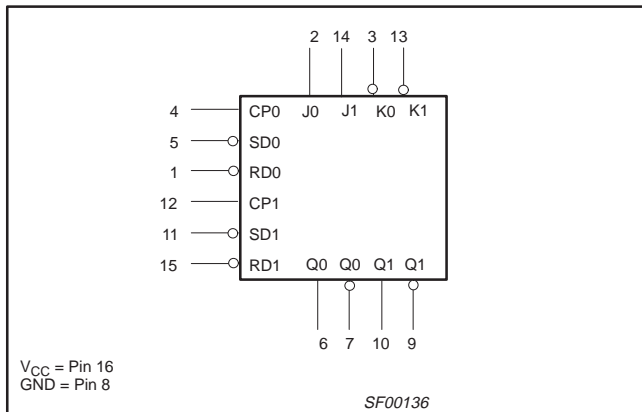 2 14 3 13
4 CP0 J0 J1 K0 K1
5 SD0
1 RD0
12 CP1
11 SD1
15 RD1 Q0 Q0 Q1 Q1
6 7 10 9
VCC = Pin 16
GND = Pin 8
SF00136